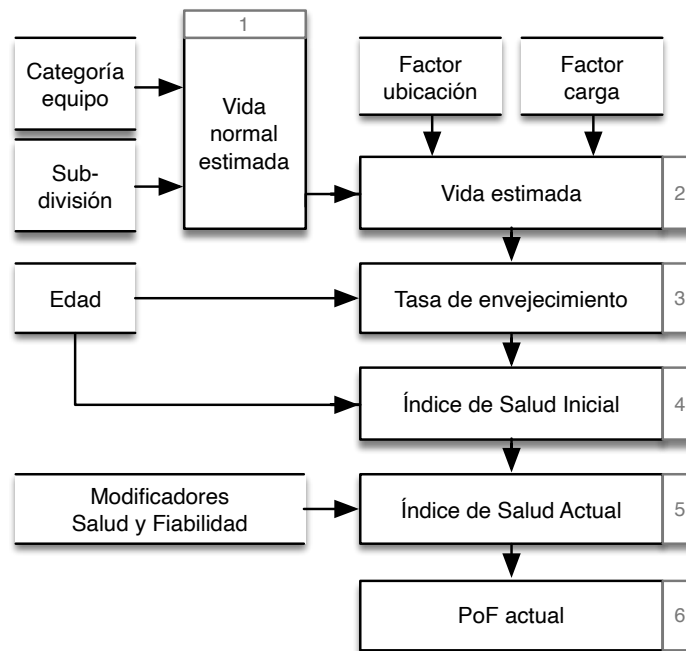 1
Categoría
equipo
Vida
normal
estimada
Factor
ubicación
Factor
carga
Sub-
división
Vida estimada
2
Edad
Tasa de envejecimiento
3
Índice de Salud Inicial
4
Modificadores
Salud y Fiabilidad
Índice de Salud Actual
5
PoF actual
6